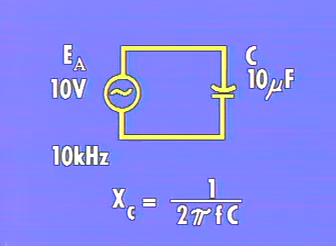 E_A
10V
C
10μF
10kHz
X_c = 1 / 2πfC